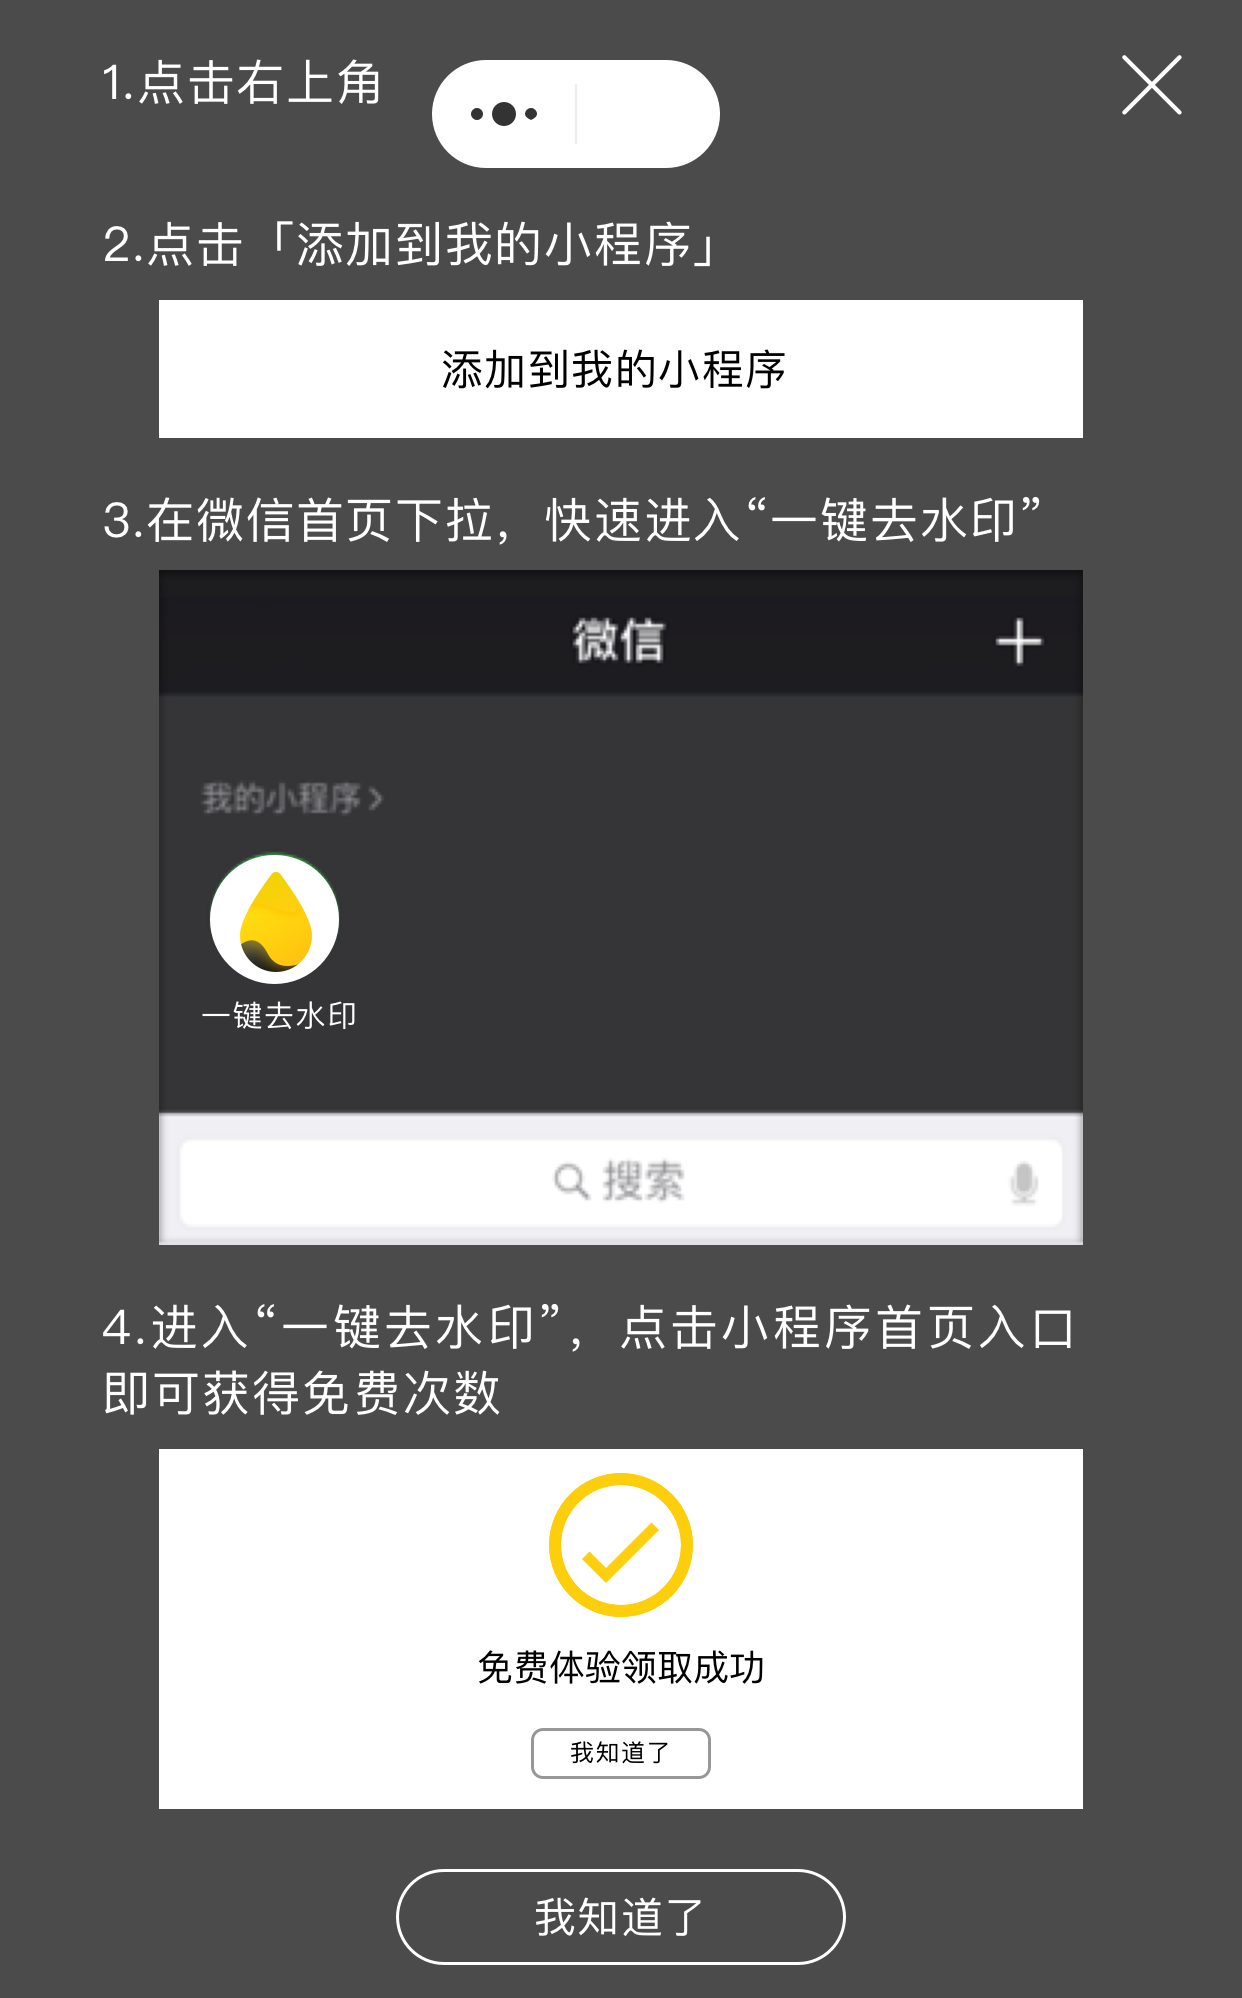 1.点击右上角
2.点击「添加到我的小程序」
添加到我的小程序
3.在微信首页下拉，快速进入“一键去水印”
微信
我的小程序
一键去水印
搜索
4.进入“一键去水印”，点击小程序首页入口
即可获得免费次数
免费体验领取成功
我知道了
我知道了